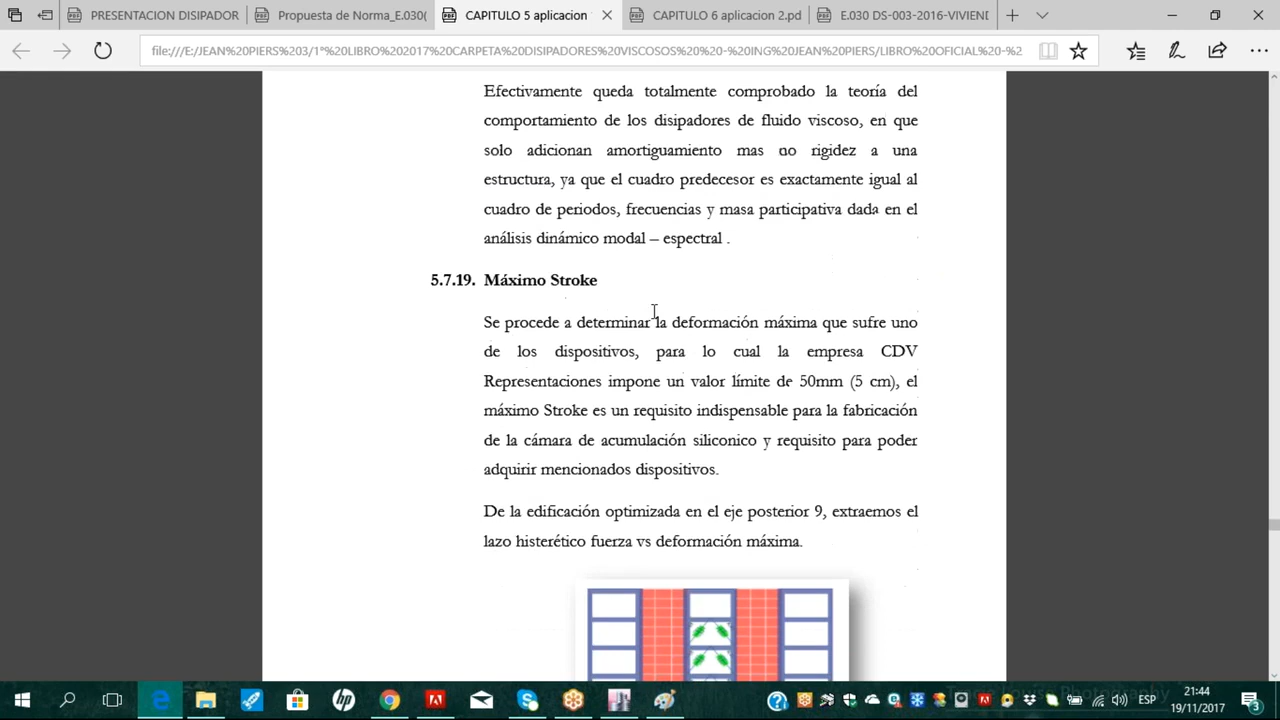 PRESENTACION DISIPADOR
Propuesta de Norma_E.030(
CAPITULO 5 aplicacion
CAPITULO 6 aplicacion 2.pd
E.030 DS-003-2016-VIVIEND
file:///E:/JEAN%20PIERS%203/1°%20LIBRO%202017%20CARPETA%20DISIPADORES%20VISCOSOS%20%20-%20ING%20JEAN%20PIERS/LIBRO%20OFICIAL%20-%2
Efectivamente queda totalmente comprobado la teoría del
comportamiento de los disipadores de fluido viscoso, en que
solo adicionan amortiguamiento mas no rigidez a una
estructura, ya que el cuadro predecesor es exactamente igual al
cuadro de periodos, frecuencias y masa participativa dada en el
análisis dinámico modal – espectral .
5.7.19. Máximo Stroke
Se procede a determinar la deformación máxima que sufre uno
de los dispositivos, para lo cual la empresa CDV
Representaciones impone un valor límite de 50mm (5 cm), el
máximo Stroke es un requisito indispensable para la fabricación
de la cámara de acumulación siliconico y requisito para poder
adquirir mencionados dispositivos.
De la edificación optimizada en el eje posterior 9, extraemos el
lazo histerético fuerza vs deformación máxima.
ESP
21:44
19/11/2017
3